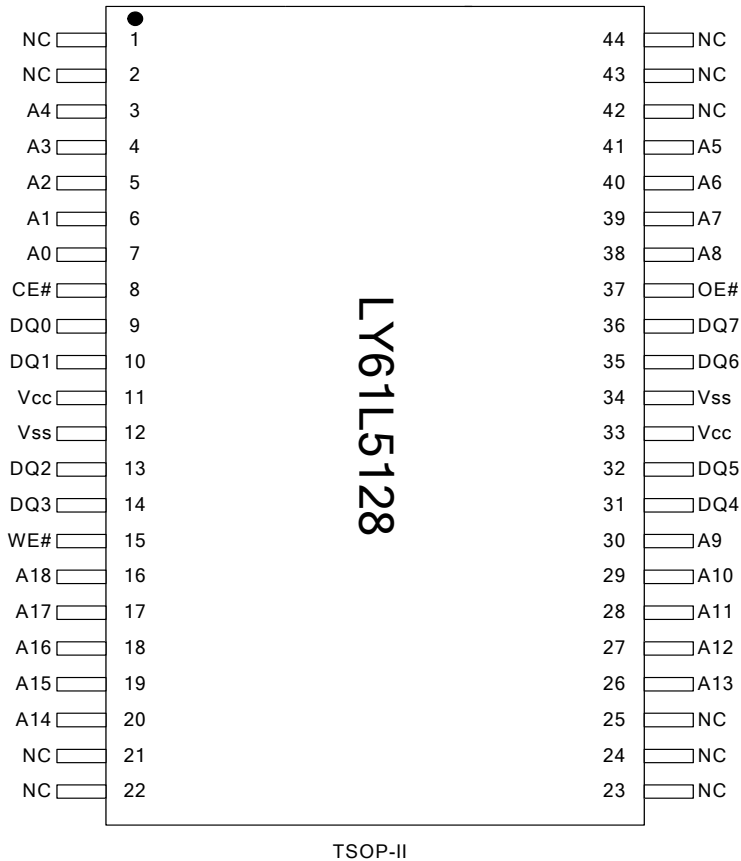 NC 1 44 NC
NC 2 43 NC
A4 3 42 NC
A3 4 41 A5
A2 5 40 A6
A1 6 39 A7
A0 7 38 A8
CE# 8 37 OE#
DQ0 9 36 DQ7
DQ1 10 35 DQ6
Vcc 11 34 Vss
Vss 12 33 Vcc
DQ2 13 32 DQ5
DQ3 14 31 DQ4
WE# 15 30 A9
A18 16 29 A10
A17 17 28 A11
A16 18 27 A12
A15 19 26 A13
A14 20 25 NC
NC 21 24 NC
NC 22 23 NC
LY61L5128
TSOP-II